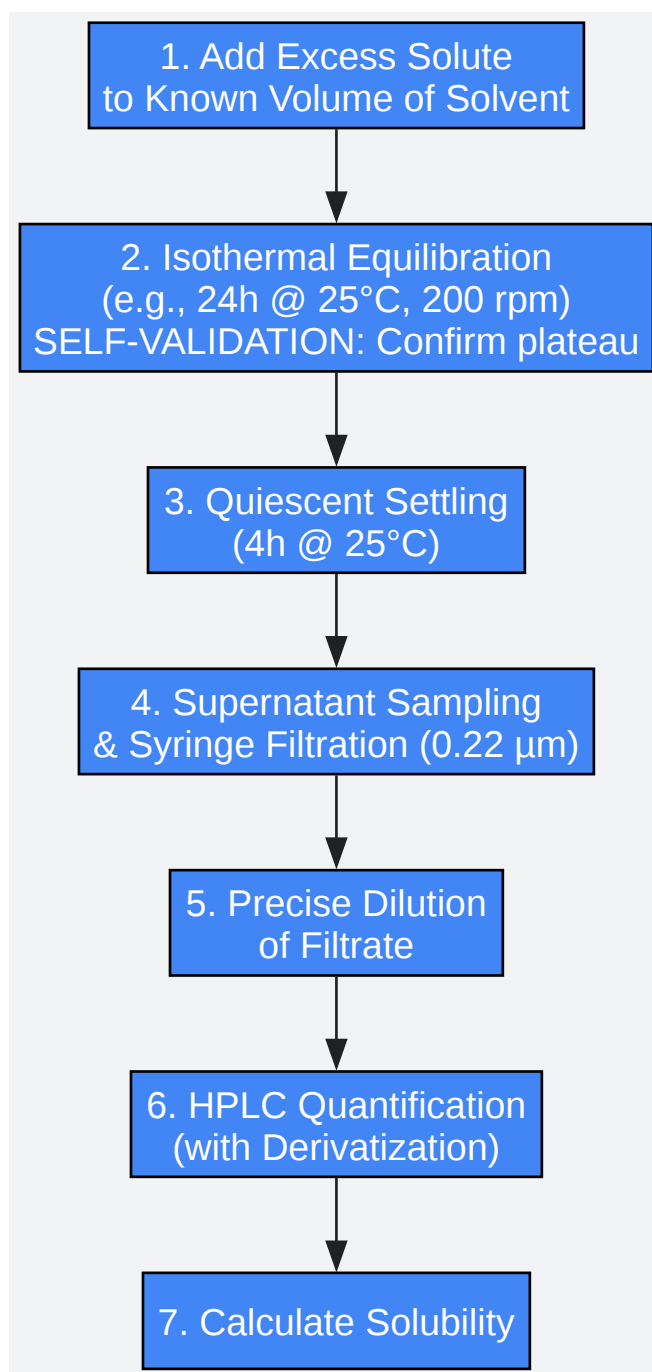 1. Add Excess Solute
to Known Volume of Solvent
2. Isothermal Equilibration
(e.g., 24h @ 25°C, 200 rpm)
SELF-VALIDATION: Confirm plateau
3. Quiescent Settling
(4h @ 25°C)
4. Supernatant Sampling
& Syringe Filtration (0.22 µm)
5. Precise Dilution
of Filtrate
6. HPLC Quantification
(with Derivatization)
7. Calculate Solubility